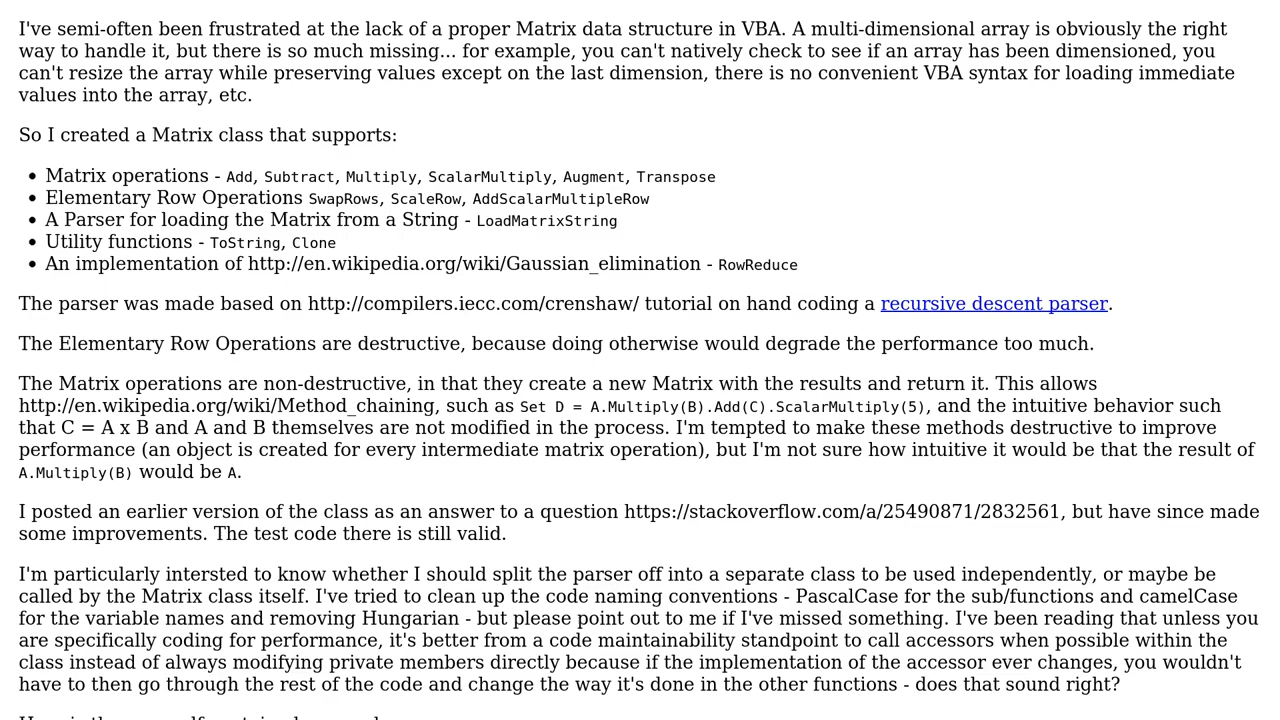 I've semi-often been frustrated at the lack of a proper Matrix data structure in VBA. A multi-dimensional array is obviously the right
way to handle it, but there is so much missing... for example, you can't natively check to see if an array has been dimensioned, you
can't resize the array while preserving values except on the last dimension, there is no convenient VBA syntax for loading immediate
values into the array, etc.
So I created a Matrix class that supports:
• Matrix operations - Add, Subtract, Multiply, ScalarMultiply, Augment, Transpose
• Elementary Row Operations SwapRows, ScaleRow, AddScalarMultipleRow
• A Parser for loading the Matrix from a String - LoadMatrixString
• Utility functions - ToString, Clone
• An implementation of http://en.wikipedia.org/wiki/Gaussian_elimination - RowReduce
The parser was made based on http://compilers.iecc.com/crenshaw/ tutorial on hand coding a recursive descent parser.
The Elementary Row Operations are destructive, because doing otherwise would degrade the performance too much.
The Matrix operations are non-destructive, in that they create a new Matrix with the results and return it. This allows
http://en.wikipedia.org/wiki/Method_chaining, such as Set D = A.Multiply(B).Add(C).ScalarMultiply(5), and the intuitive behavior such
that C = A x B and A and B themselves are not modified in the process. I'm tempted to make these methods destructive to improve
performance (an object is created for every intermediate matrix operation), but I'm not sure how intuitive it would be that the result of
A.Multiply(B) would be A.
I posted an earlier version of the class as an answer to a question https://stackoverflow.com/a/25490871/2832561, but have since made
some improvements. The test code there is still valid.
I'm particularly intersted to know whether I should split the parser off into a separate class to be used independently, or maybe be
called by the Matrix class itself. I've tried to clean up the code naming conventions - PascalCase for the sub/functions and camelCase
for the variable names and removing Hungarian - but please point out to me if I've missed something. I've been reading that unless you
are specifically coding for performance, it's better from a code maintainability standpoint to call accessors when possible within the
class instead of always modifying private members directly because if the implementation of the accessor ever changes, you wouldn't
have to then go through the rest of the code and change the way it's done in the other functions - does that sound right?